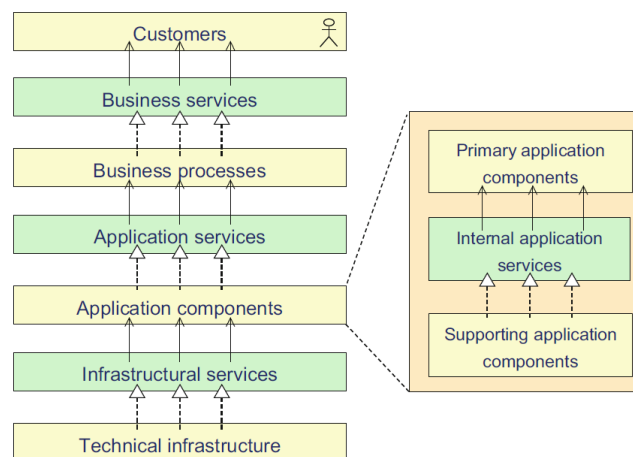 Customers
Business services
Business processes
Application services
Application components
Infrastructural services
Technical infrastructure
Primary application
components
Internal application
services
Supporting application
components